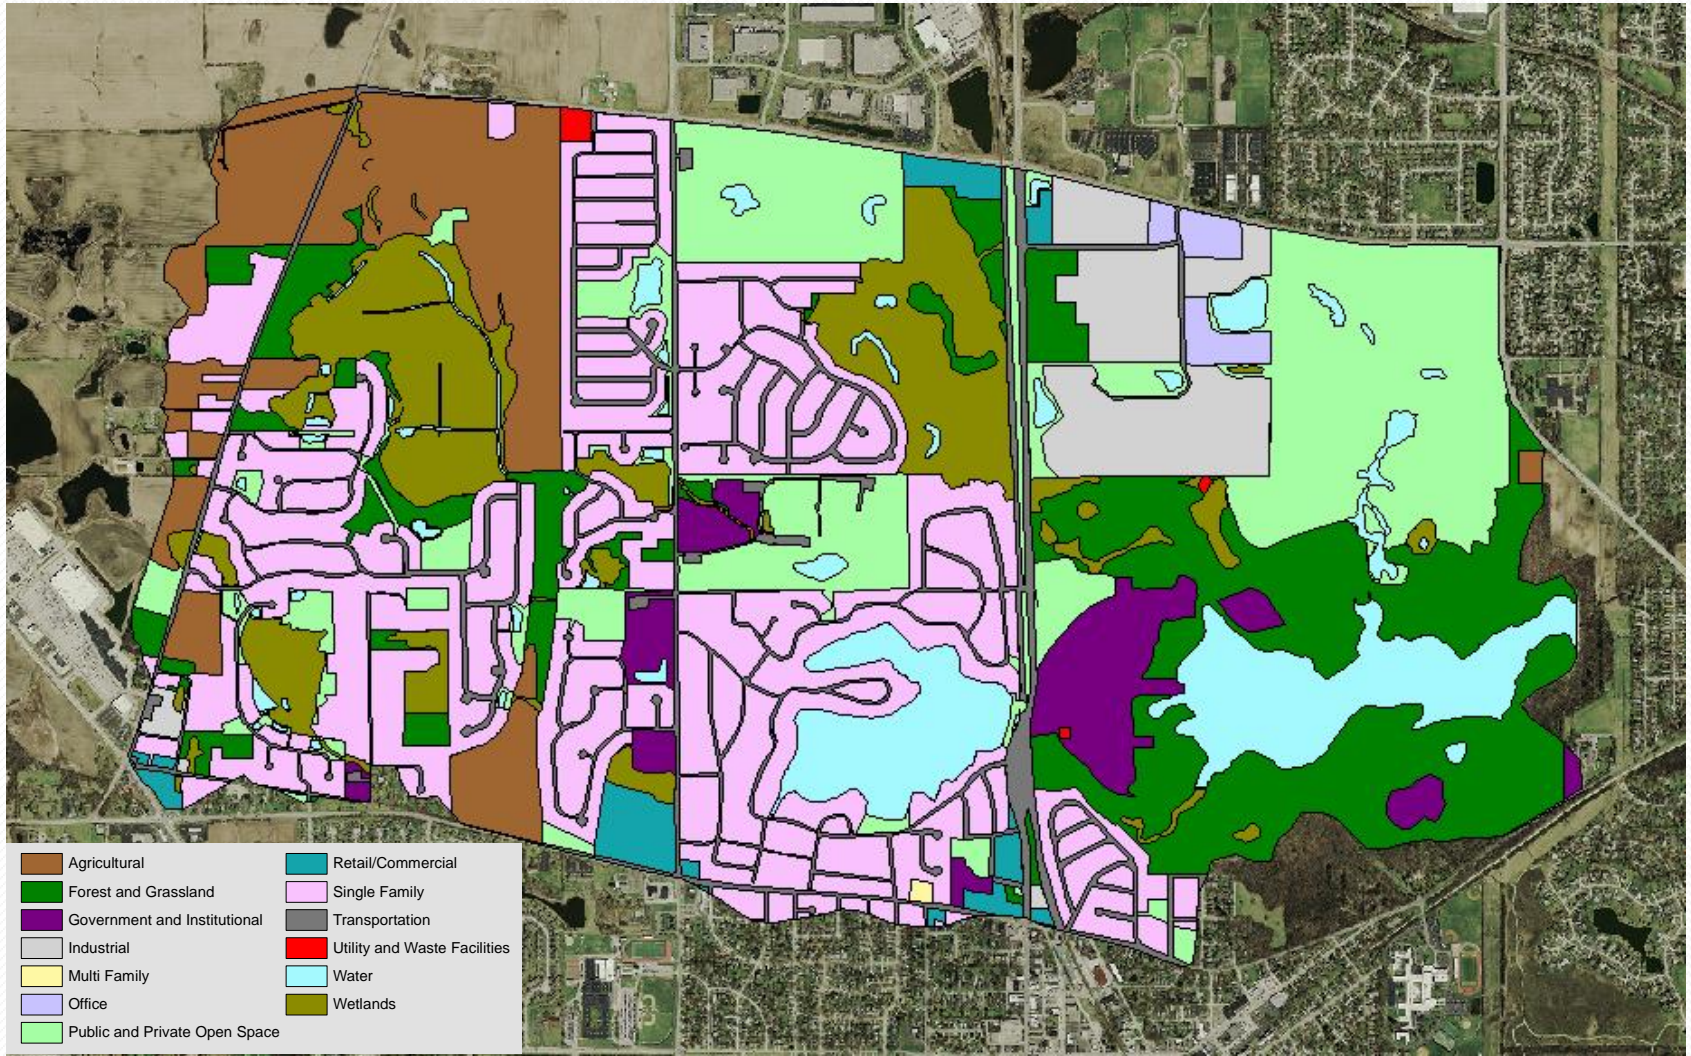 Agricultural
Forest and Grassland
Government and Institutional
Industrial
Multi Family
Office
Public and Private Open Space
Retail/Commercial
Single Family
Transportation
Utility and Waste Facilities
Water
Wetlands